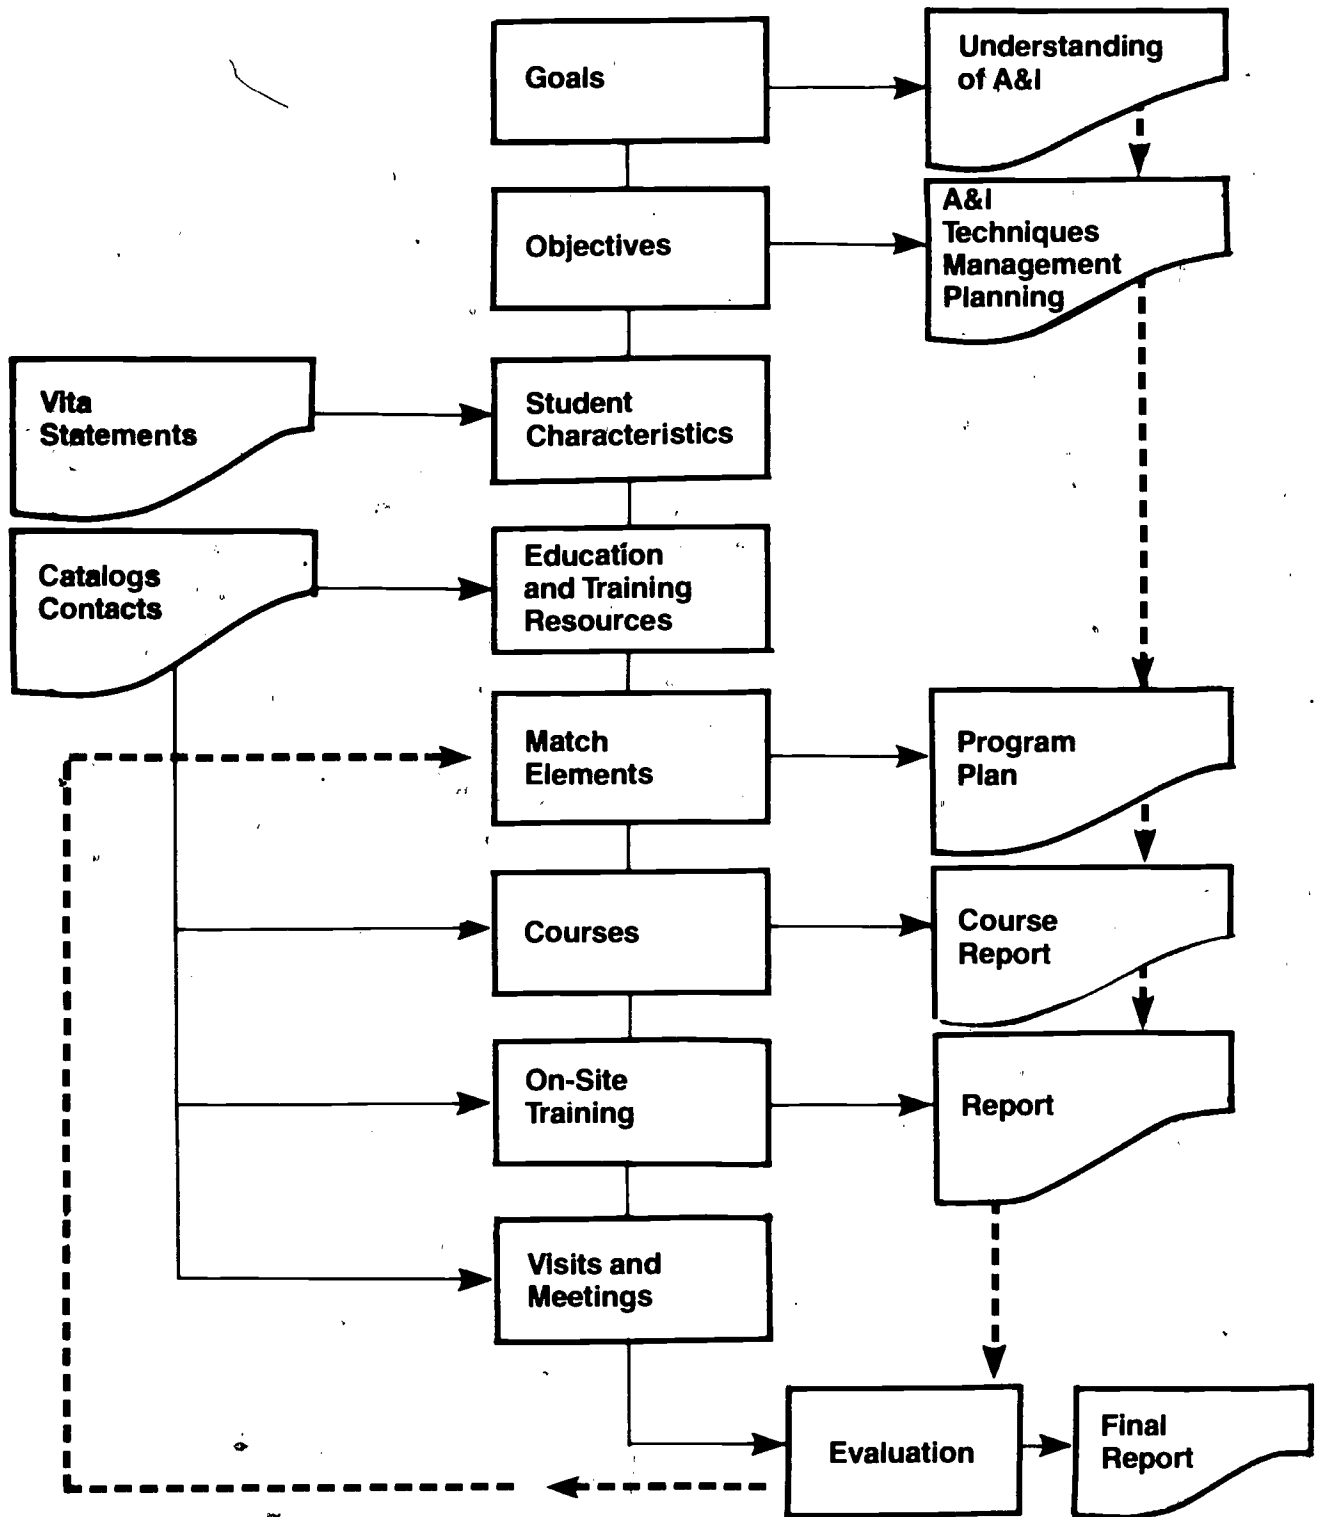 Goals
Understanding
of A&I
Objectives
A&I
Techniques
Management
Planning
Vita
Statements
Student
Characteristics
Catalogs
Contacts
Education
and Training
Resources
Match
Elements
Program
Plan
Courses
Course
Report
On-Site
Training
Report
Visits and
Meetings
Evaluation
Final
Report